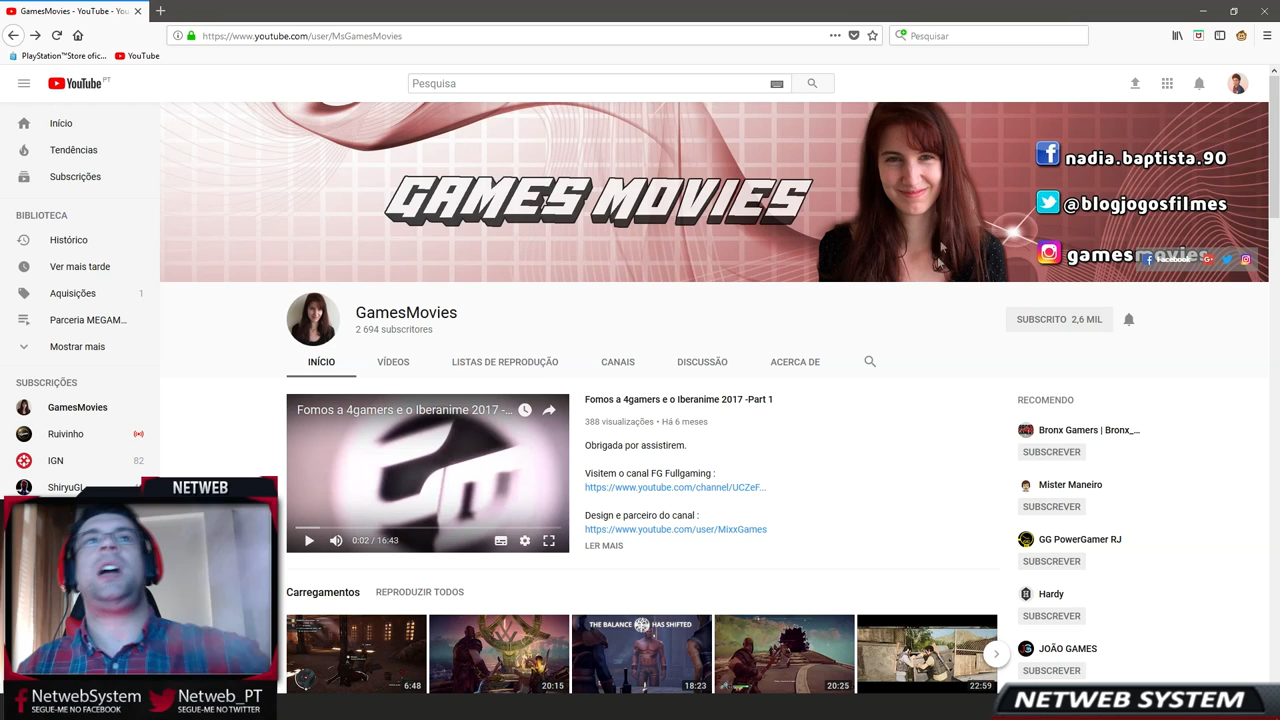 GamesMovies - YouTube - You
https://www.youtube.com/user/MsGamesMovies
Pesquisar
PlayStation™Store ofic...
YouTube
YouTube PT
Pesquisa
Início
Tendências
Subscrições
BIBLIOTECA
Histórico
Ver mais tarde
Aquisições 1
Parceria MEGAM...
Mostrar mais
SUBSCRIÇÕES
GamesMovies
Ruivinho
IGN 82
ShiryuGL
GAMES MOVIES
nadia.baptista.90
@blogjogosfilmes
gamesmovies
Facebook
GamesMovies
2 694 subscritores
SUBSCRITO 2,6 MIL
INÍCIO VÍDEOS LISTAS DE REPRODUÇÃO CANAIS DISCUSSÃO ACERCA DE
Fomos a 4gamers e o Iberanime 2017 -...
0:02 / 16:43
Fomos a 4gamers e o Iberanime 2017 -Part 1
388 visualizações • Há 6 meses
Obrigada por assistirem.
Visitem o canal FG Fullgaming :
https://www.youtube.com/channel/UCZeF...
Design e parceiro do canal :
https://www.youtube.com/user/MixxGames
LER MAIS
RECOMENDO
Bronx Gamers | Bronx_...
SUBSCREVER
Mister Maneiro
SUBSCREVER
GG PowerGamer RJ
SUBSCREVER
Hardy
SUBSCREVER
JOÃO GAMES
SUBSCREVER
Carregamentos REPRODUZIR TODOS
6:48
20:15
THE BALANCE HAS SHIFTED
18:23
20:25
22:59
NETWEB
NetwebSystem
SEGUE-ME NO FACEBOOK
Netweb_PT
SEGUE-ME NO TWITTER
NETWEB SYSTEM